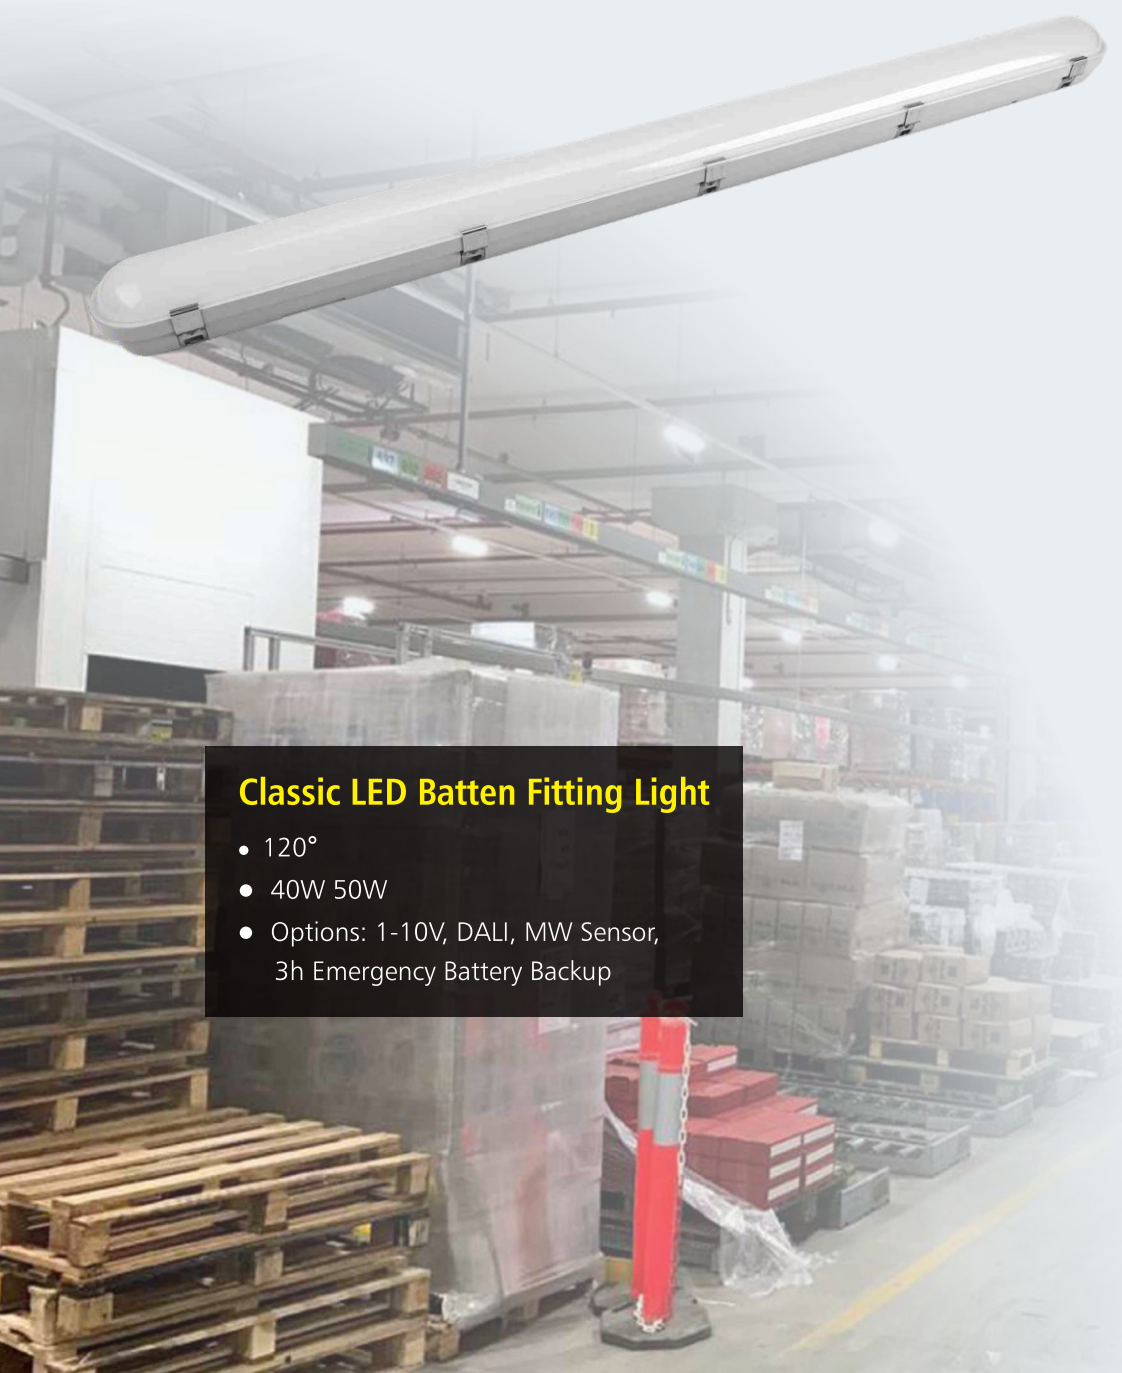 Classic LED Batten Fitting Light
• 120°
• 40W 50W
• Options: 1-10V, DALI, MW Sensor,
3h Emergency Battery Backup